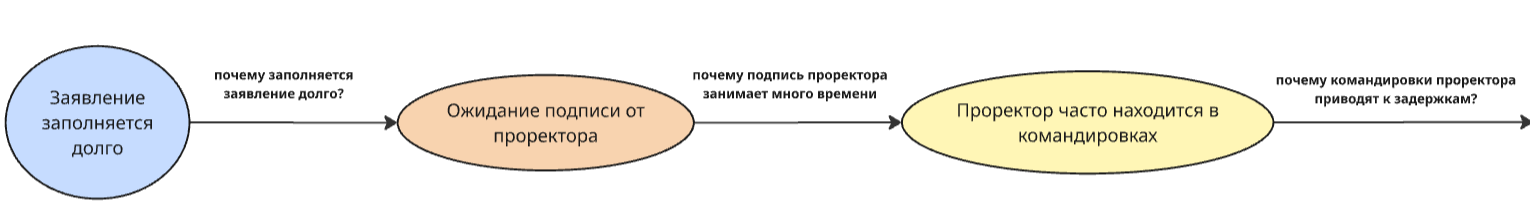 Заявление
заполняется
долго
почему заполняется
заявление долго?
Ожидание подписи от
проректора
почему подпись проректора
занимает много времени
Проректор часто находится в
командировках
почему командировки проректора
приводят к задержкам?